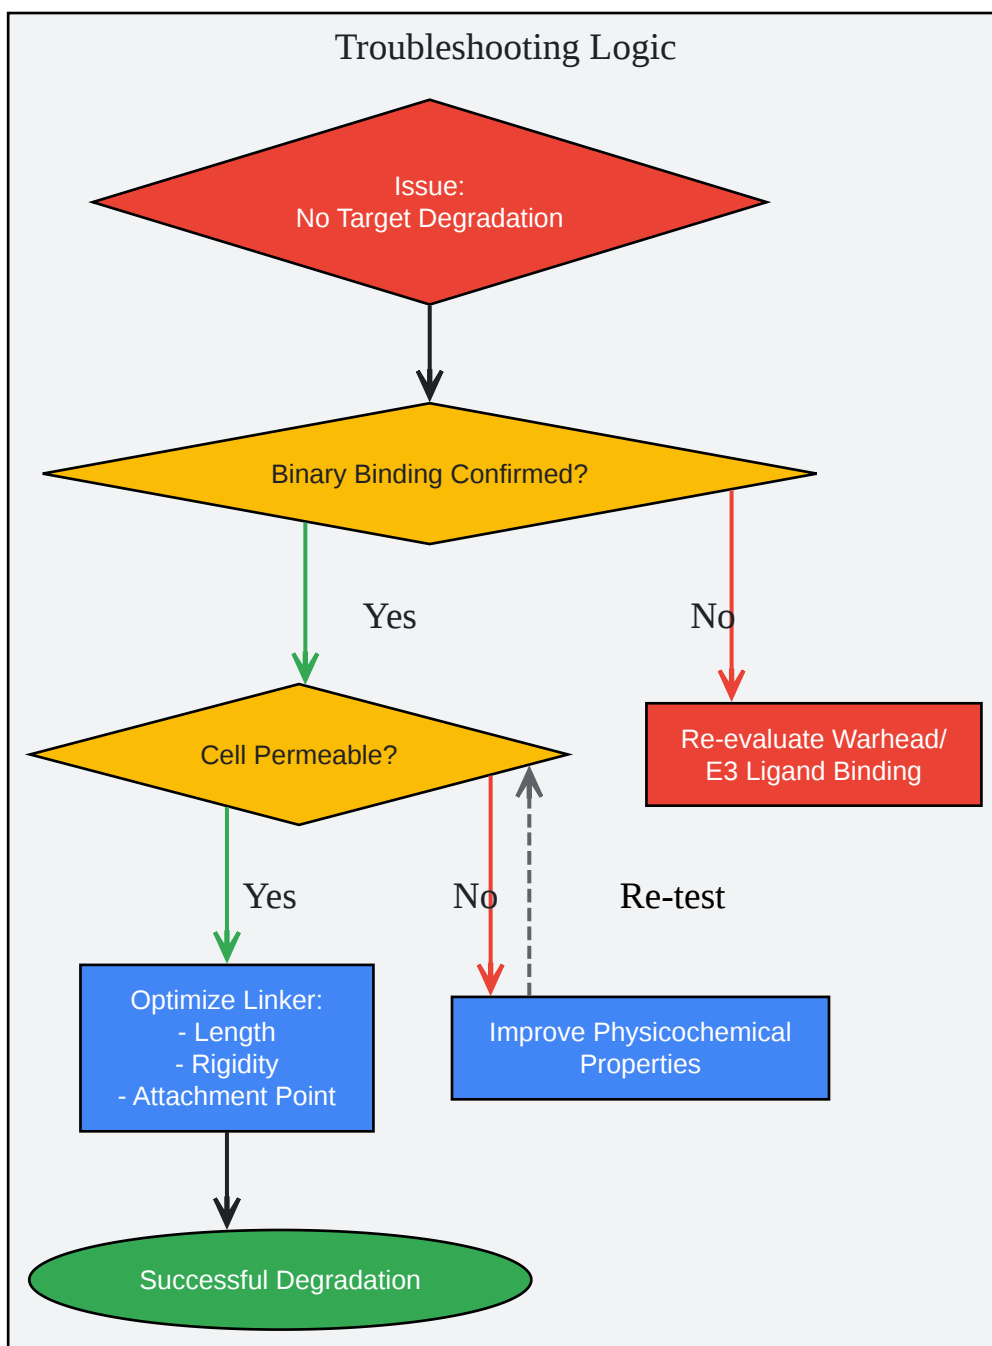 Troubleshooting Logic
Issue:
No Target Degradation
Binary Binding Confirmed?
Yes
No
Re-evaluate Warhead/
E3 Ligand Binding
Cell Permeable?
Yes
No
Re-test
Optimize Linker:
- Length
- Rigidity
- Attachment Point
Improve Physicochemical
Properties
Successful Degradation